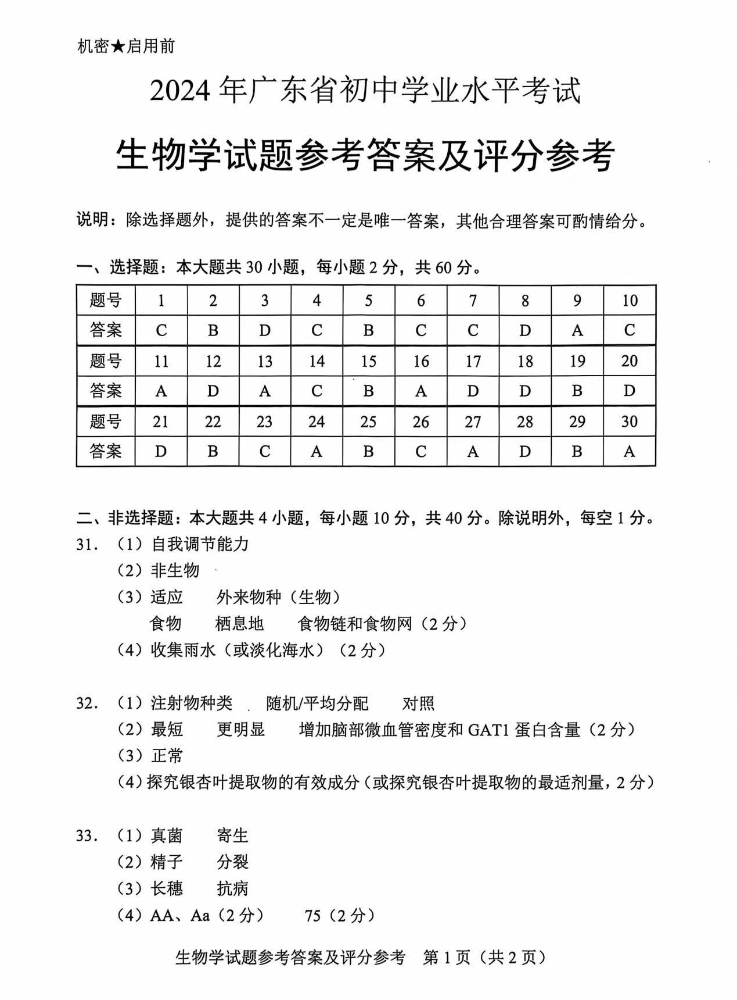 机密★启用前
2024 年广东省初中学业水平考试
生物学试题参考答案及评分参考
说明：除选择题外，提供的答案不一定是唯一答案，其他合理答案可酌情给分。
一、选择题：本大题共 30 小题，每小题 2 分，共 60 分。
题号 1 2 3 4 5 6 7 8 9 10
答案 C B D C B C C D A C
题号 11 12 13 14 15 16 17 18 19 20
答案 A D A C B A D D B D
题号 21 22 23 24 25 26 27 28 29 30
答案 D B C A B C A D B A
二、非选择题：本大题共 4 小题，每小题 10 分，共 40 分。除说明外，每空 1 分。
31. （1）自我调节能力
（2）非生物
（3）适应 外来物种（生物）
食物 栖息地 食物链和食物网（2 分）
（4）收集雨水（或淡化海水）（2 分）
32. （1）注射物种类 随机/平均分配 对照
（2）最短 更明显 增加脑部微血管密度和 GAT1 蛋白含量（2 分）
（3）正常
（4）探究银杏叶提取物的有效成分（或探究银杏叶提取物的最适剂量，2 分）
33. （1）真菌 寄生
（2）精子 分裂
（3）长穗 抗病
（4）AA、Aa（2 分） 75（2 分）
生物学试题参考答案及评分参考 第 1 页（共 2 页）